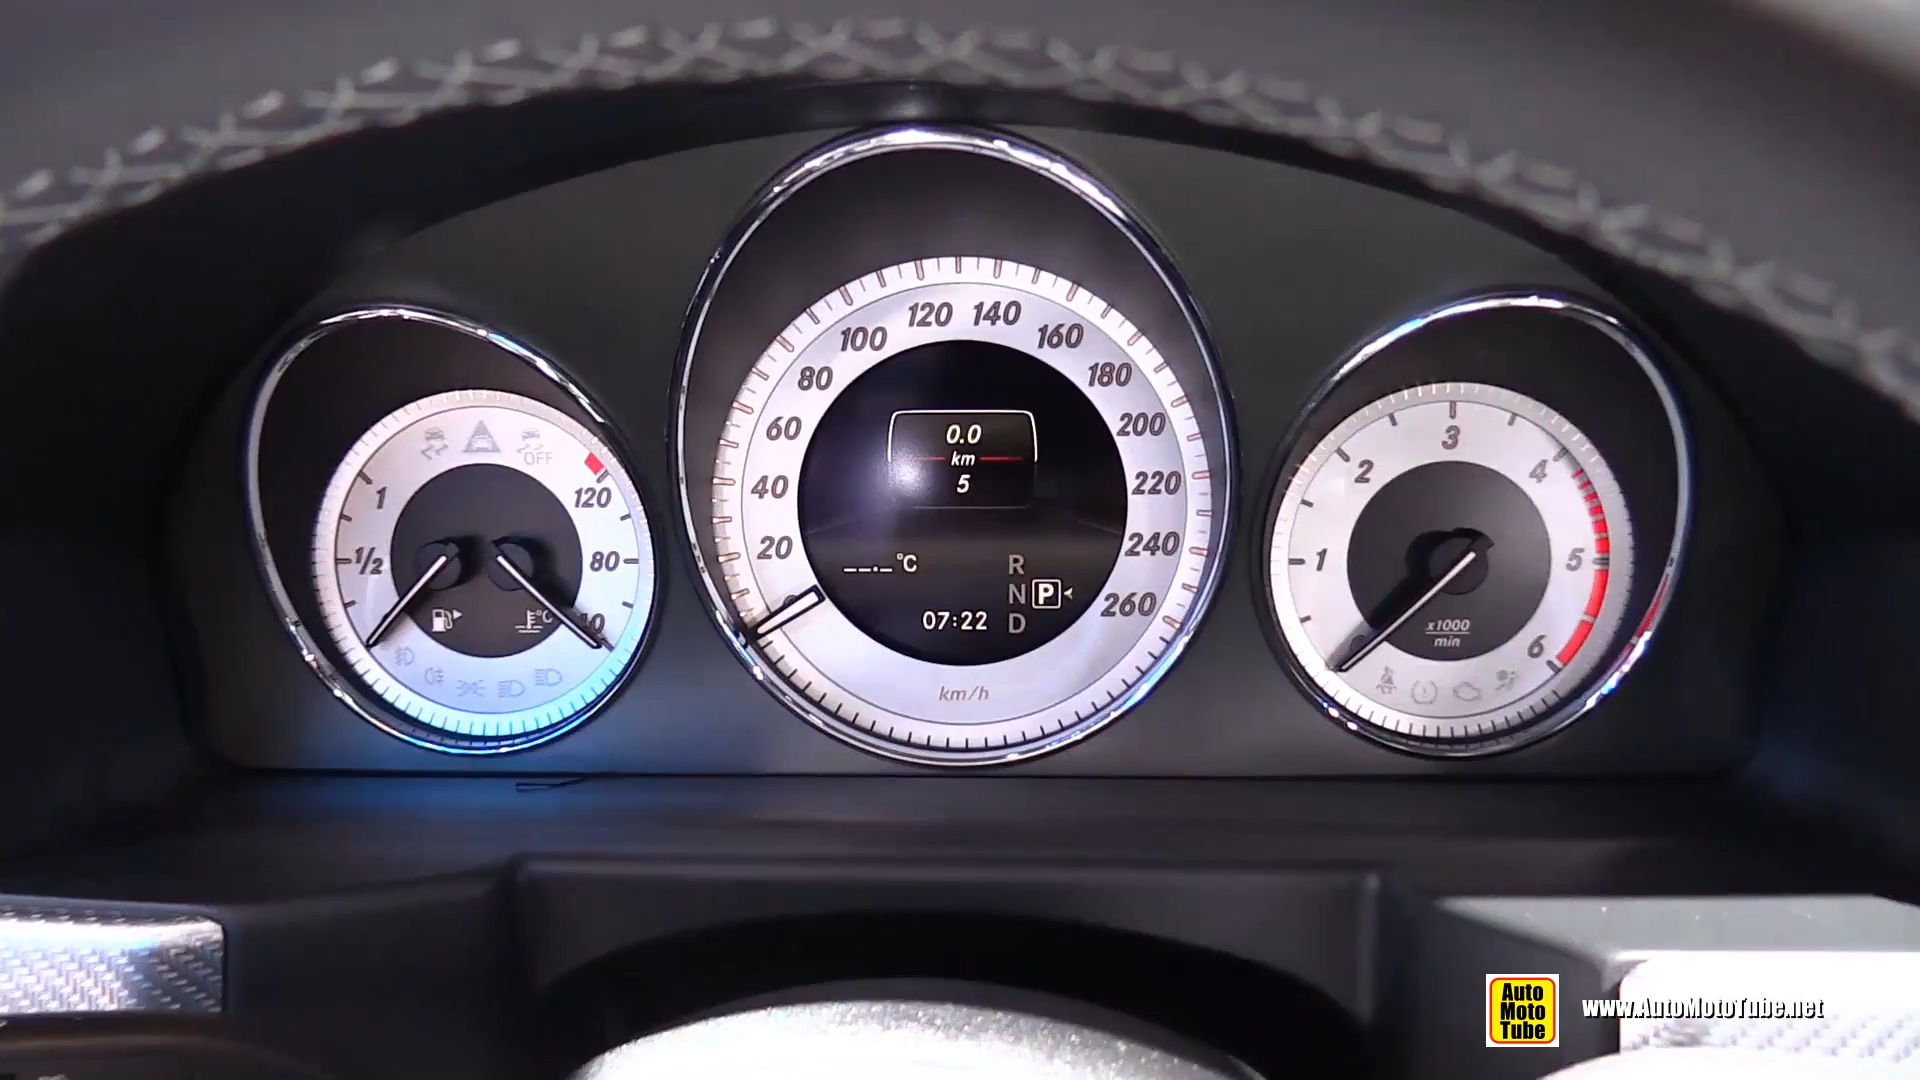 OFF
1
1/2
120
80
40
20
40
60
80
100
120
140
160
180
200
220
240
260
0.0
km
5
--.-°C
07:22
R
N P
D
km/h
1
2
3
4
5
6
x1000
min
Auto
Moto
Tube
www.AutoMotoTube.net